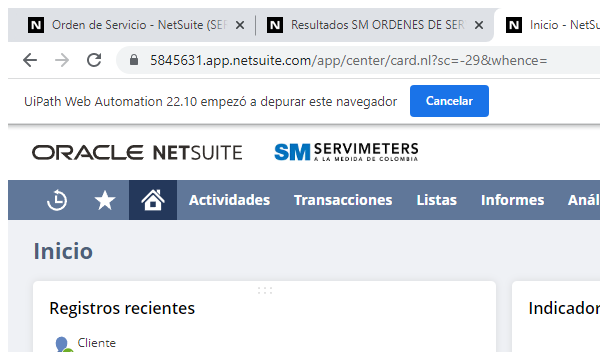 Orden de Servicio - NetSuite (SER
Resultados SM ORDENES DE SER
Inicio - NetSu
5845631.app.netsuite.com/app/center/card.nl?sc=-29&whence=
UiPath Web Automation 22.10 empezó a depurar este navegador
Cancelar
ORACLE NETSUITE
SM SERVIMETERS
A LA MEDIDA DE COLOMBIA
Actividades Transacciones Listas Informes Anál
Inicio
Registros recientes
Indicador
Cliente